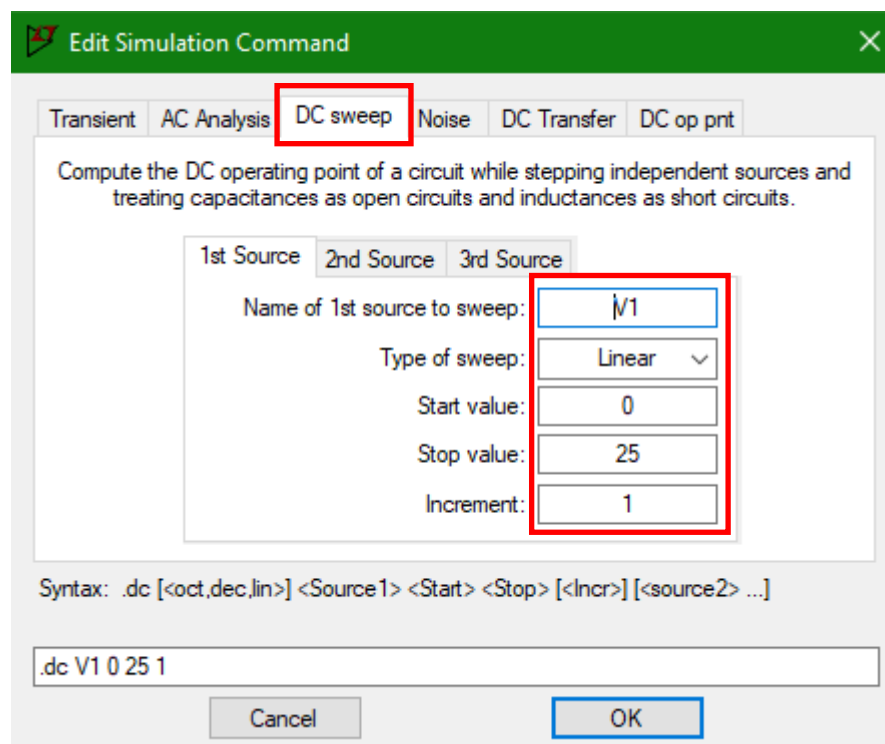 Edit Simulation Command
Transient AC Analysis DC sweep Noise DC Transfer DC op pnt
Compute the DC operating point of a circuit while stepping independent sources and
treating capacitances as open circuits and inductances as short circuits.
1st Source 2nd Source 3rd Source
Name of 1st source to sweep: V1
Type of sweep: Linear
Start value: 0
Stop value: 25
Increment: 1
Syntax: .dc [<oct,dec,lin>] <Source1> <Start> <Stop> [<Incr>] [<source2> ...]
.dc V1 0 25 1
Cancel OK